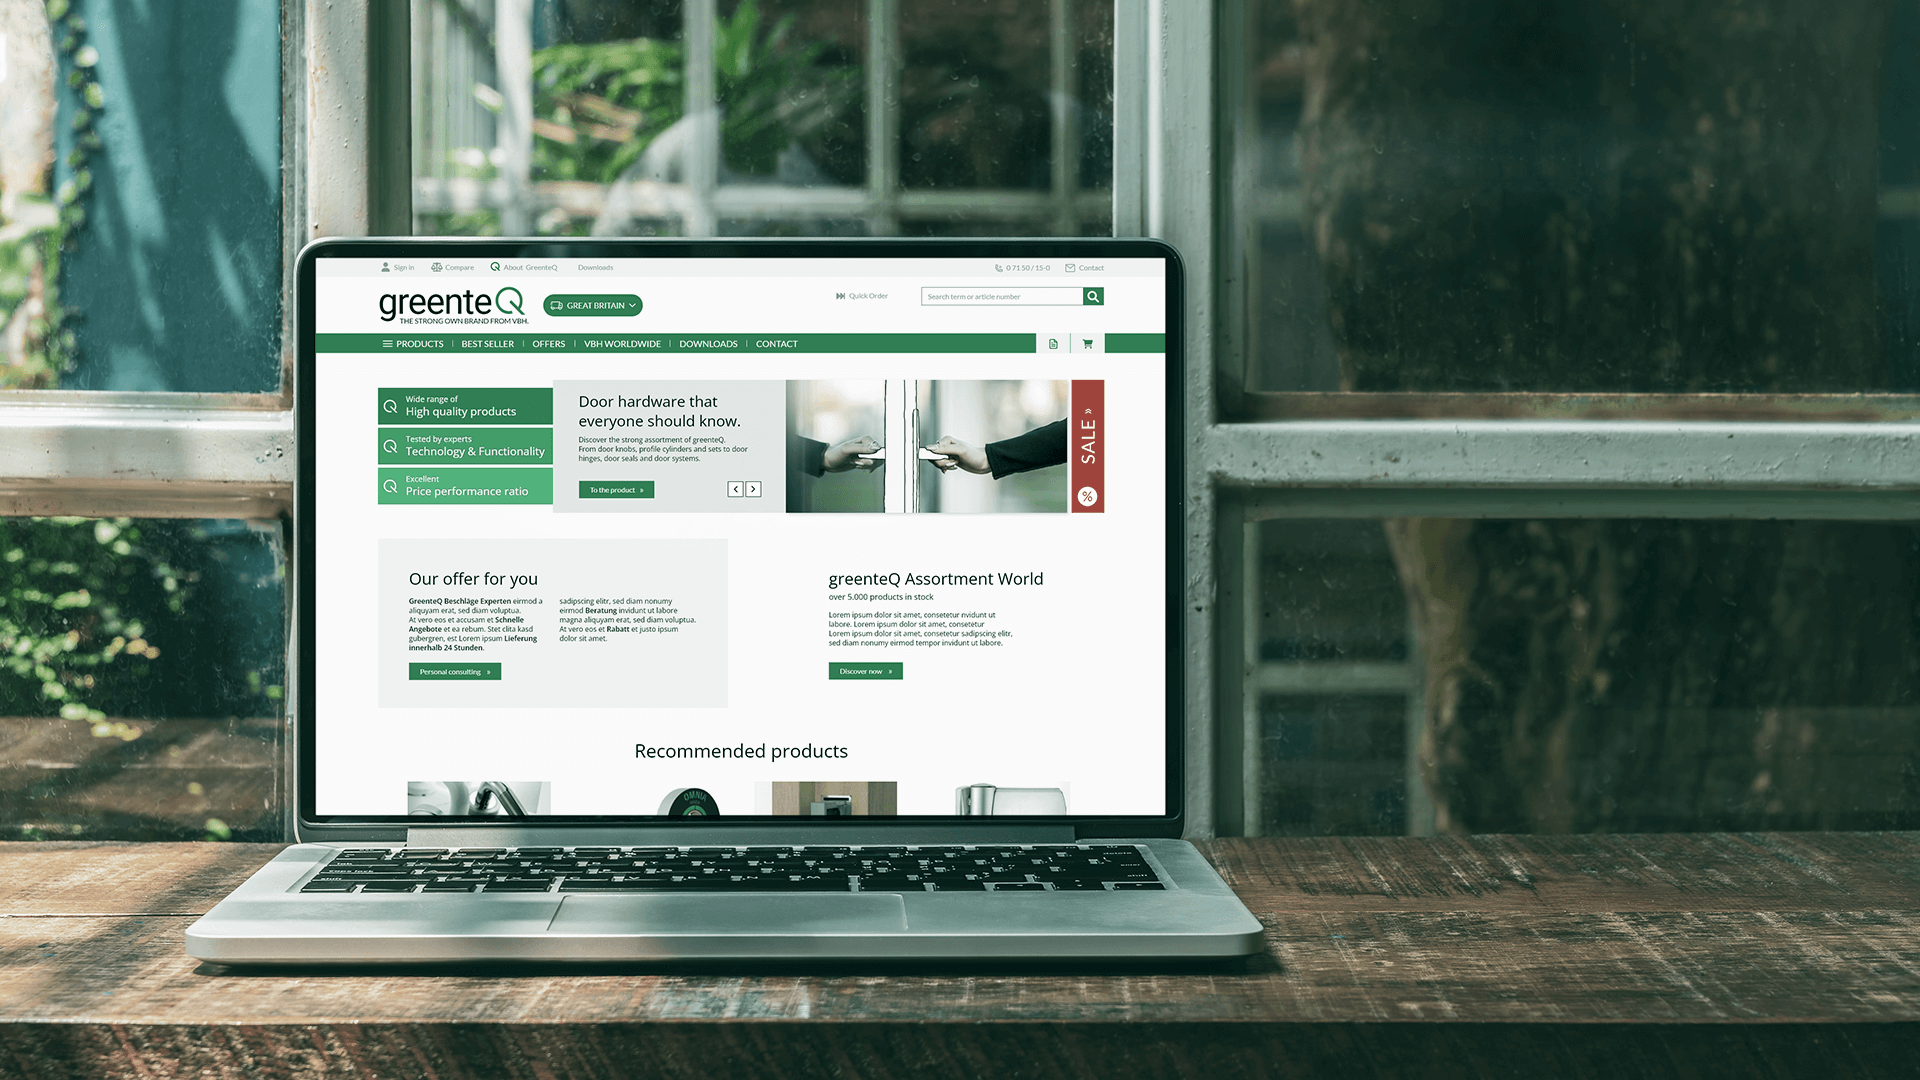 Sign in
Compare
About GreenteQ
Downloads
0 71 50 / 15-0
Contact
greenteQ
THE STRONG OWN BRAND FROM VBH.
GREAT BRITAIN
Quick Order
Search term or article number
PRODUCTS
BEST SELLER
OFFERS
VBH WORLDWIDE
DOWNLOADS
CONTACT
Wide range of
High quality products
Tested by experts
Technology & Functionality
Excellent
Price performance ratio
Door hardware that
everyone should know.
Discover the strong assortment of greenteQ.
From door knobs, profile cylinders and sets to door
hinges, door seals and door systems.
To the product »
SALE »
%
Our offer for you
GreenteQ Beschläge Experten eirmod a
aliquyam erat, sed diam voluptua.
At vero eos et accusam et Schnelle
Angebote et ea rebum. Stet clita kasd
gubergren, est Lorem ipsum Lieferung
innerhalb 24 Stunden.
sadipscing elitr, sed diam nonumy
eirmod Beratung invidunt ut labore
magna aliquyam erat, sed diam voluptua.
At vero eos et Rabatt et justo ipsum
dolor sit amet.
Personal consulting »
greenteQ Assortment World
over 5.000 products in stock
Lorem ipsum dolor sit amet, consetetur nvidunt ut
labore. Lorem ipsum dolor sit amet, consetetur
Lorem ipsum dolor sit amet, consetetur sadipscing elitr,
sed diam nonumy eirmod tempor invidunt ut labore.
Discover now »
Recommended products
OMNIA